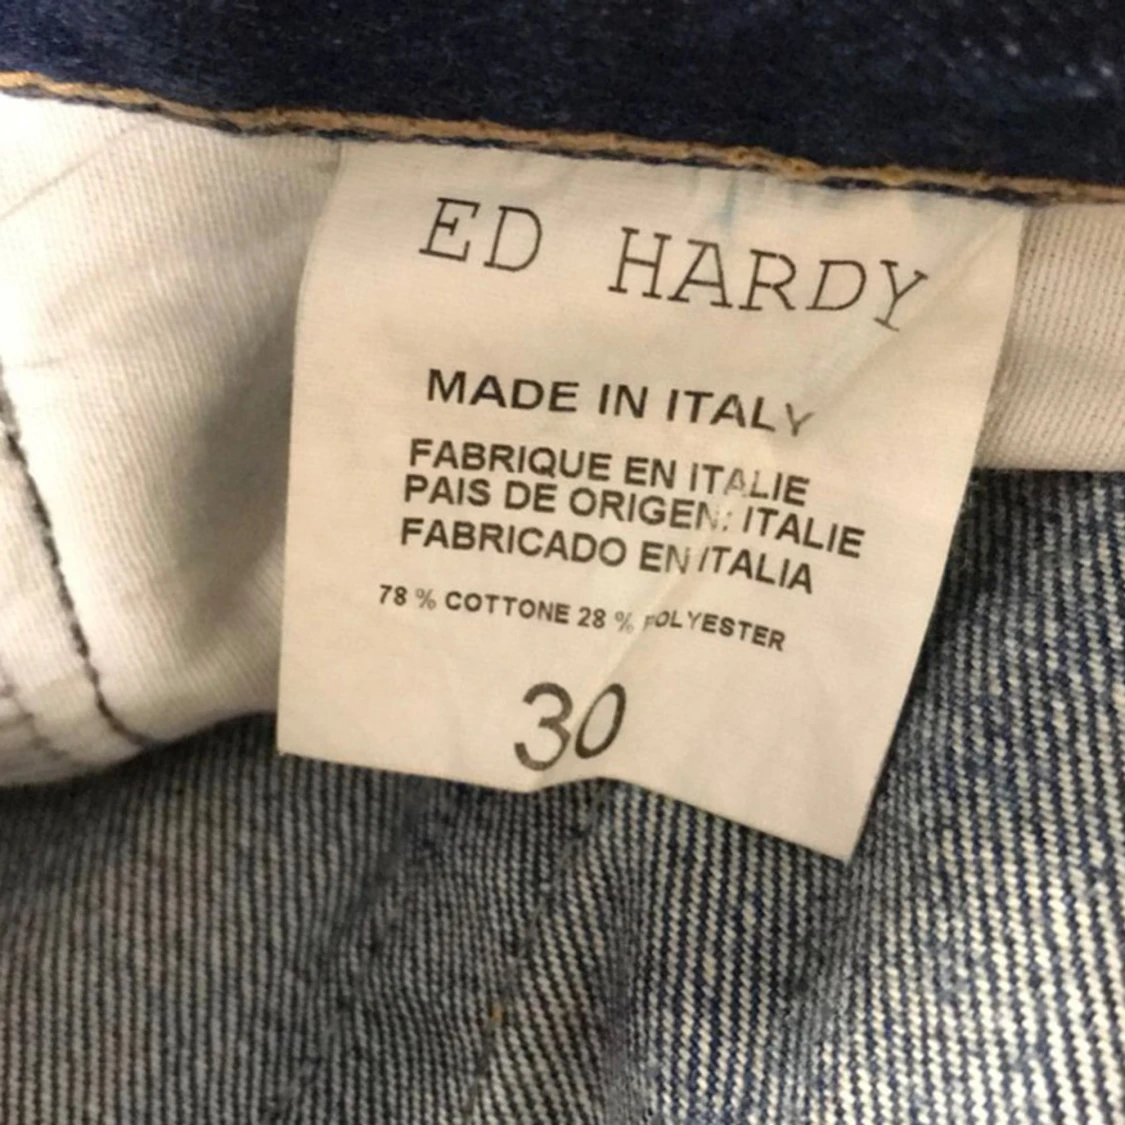 ED HARDY
MADE IN ITALY
FABRIQUE EN ITALIE
PAIS DE ORIGEN: ITALIE
FABRICADO EN ITALIA
78 % COTTONE 28 % POLYESTER
30